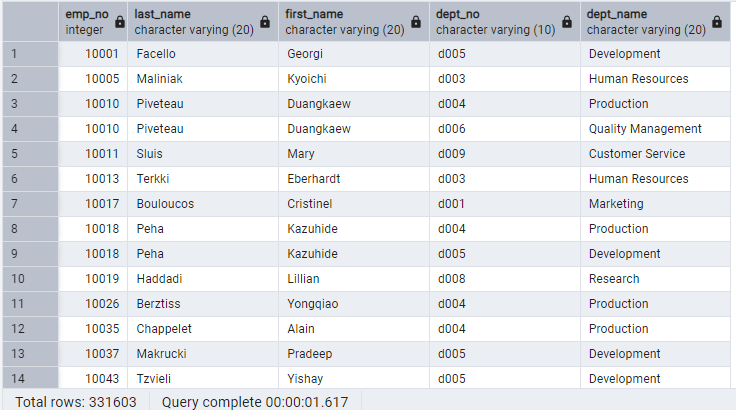 emp_no last_name first_name dept_no dept_name
integer character varying (20) character varying (20) character varying (10) character varying (20)
1 10001 Facello Georgi d005 Development
2 10005 Maliniak Kyoichi d003 Human Resources
3 10010 Piveteau Duangkaew d004 Production
4 10010 Piveteau Duangkaew d006 Quality Management
5 10011 Sluis Mary d009 Customer Service
6 10013 Terkki Eberhardt d003 Human Resources
7 10017 Bouloucos Cristinel d001 Marketing
8 10018 Peha Kazuhide d004 Production
9 10018 Peha Kazuhide d005 Development
10 10019 Haddadi Lillian d008 Research
11 10026 Berztiss Yongqiao d004 Production
12 10035 Chappelet Alain d004 Production
13 10037 Makrucki Pradeep d005 Development
14 10043 Tzvieli Yishay d005 Development
Total rows: 331603 Query complete 00:00:01.617